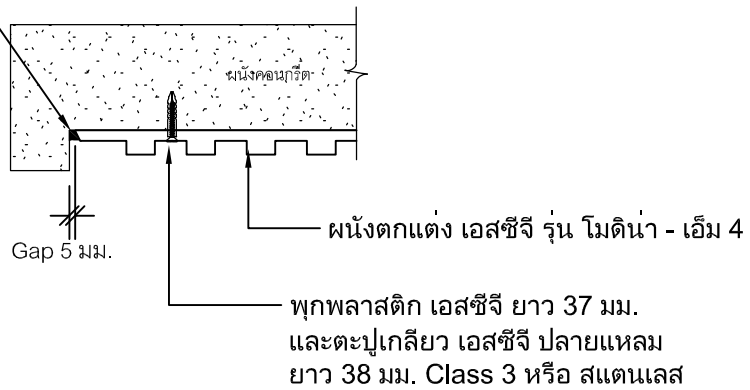 ผนังคอนกรีต
Gap 5 มม.
ผนังตกแต่ง เอสซีจี รุ่น โมดิน่า - เอ็ม 4
พุกพลาสติก เอสซีจี ยาว 37 มม.
และตะปูเกลียว เอสซีจี ปลายแหลม
ยาว 38 มม. Class 3 หรือ สแตนเลส